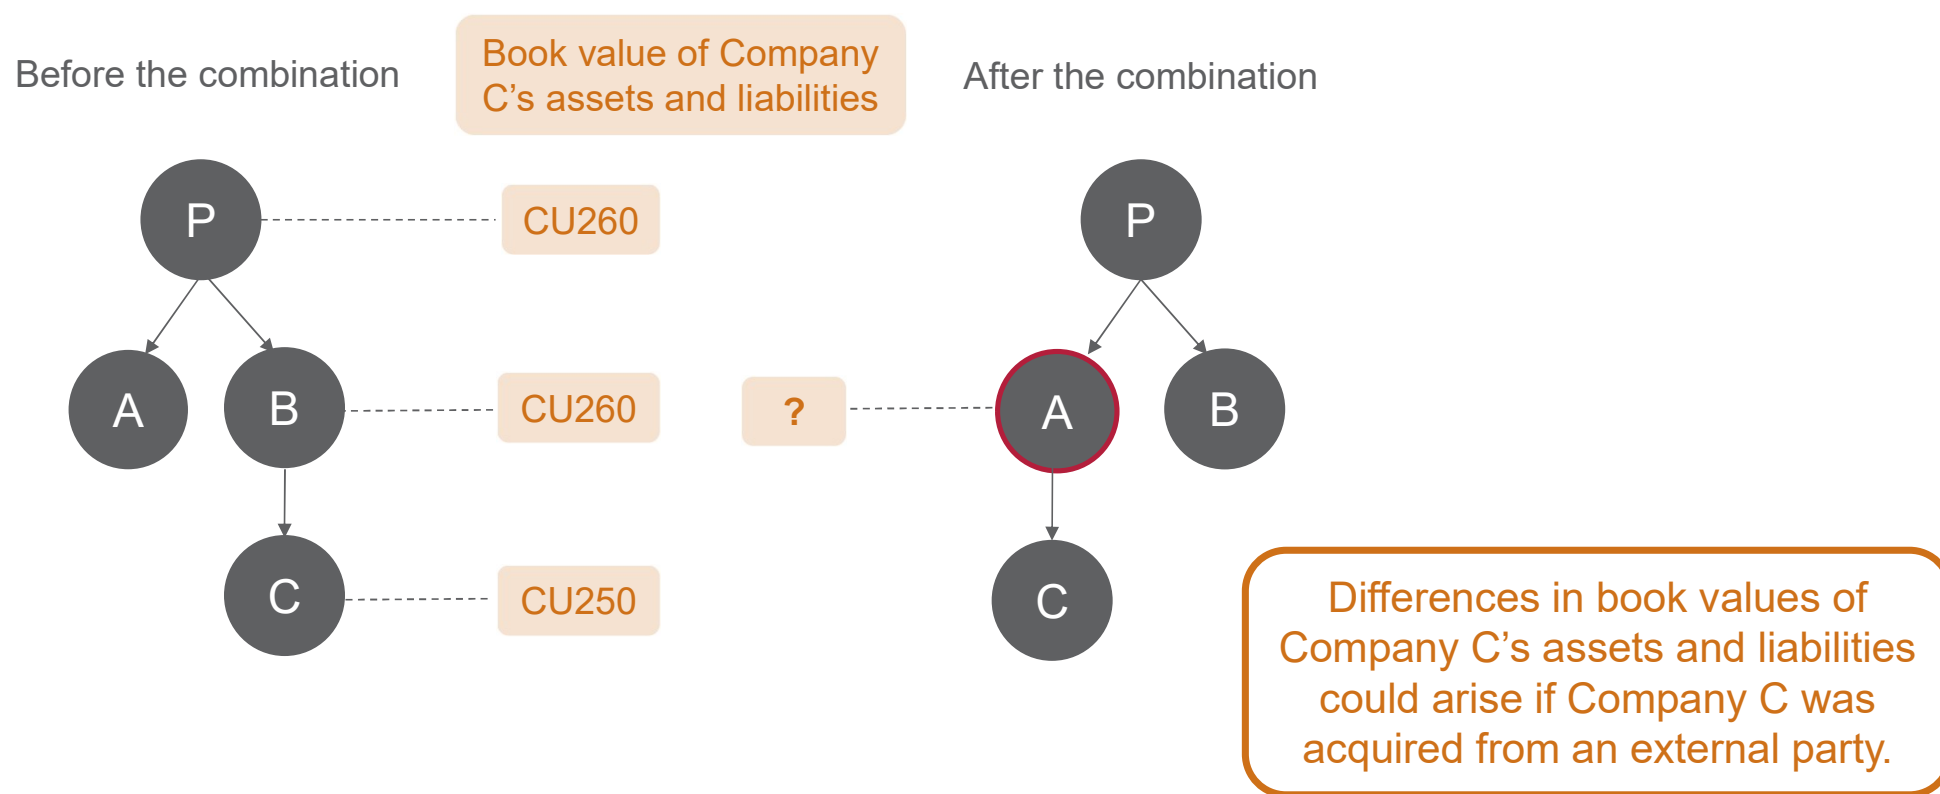 Before the combination
Book value of Company
C’s assets and liabilities
After the combination
P
CU260
P
A
B
CU260
?
A
B
C
CU250
C
Differences in book values of
Company C’s assets and liabilities
could arise if Company C was
acquired from an external party.